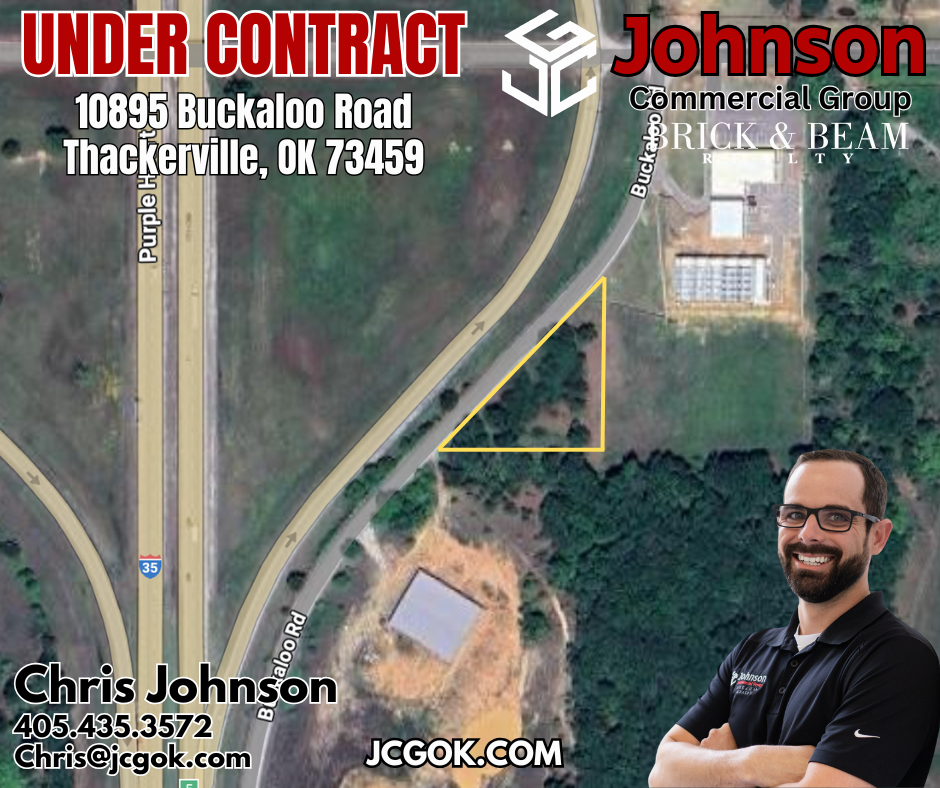 UNDER CONTRACT
10895 Buckaloo Road
Thackerville, OK 73459
Johnson
Commercial Group
BRICK & BEAM
REALTY
Buckaloo
Purple H
35
Buckaloo Rd
Chris Johnson
405.435.3572
Chris@jcgok.com
JCGOK.COM
Johnson